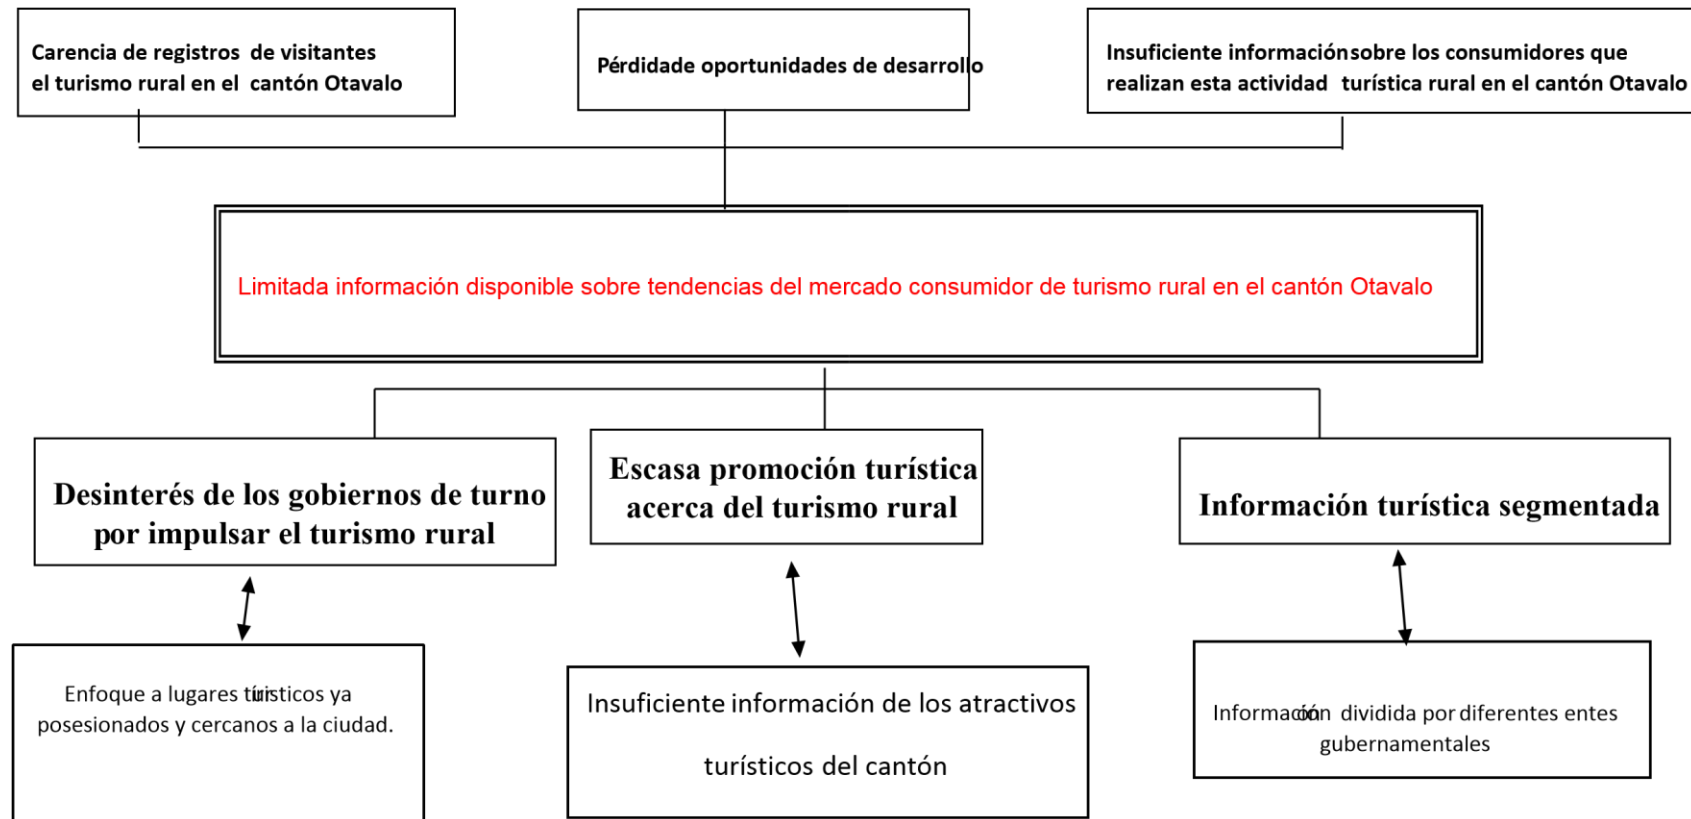 Carencia de registros de visitantes
el turismo rural en el cantón Otavalo
Pérdidade oportunidades de desarrollo
Insuficiente informaciónsobre los consumidores que
realizan esta actividad turística rural en el cantón Otavalo
Limitada información disponible sobre tendencias del mercado consumidor de turismo rural en el cantón Otavalo
Desinterés de los gobiernos de turno
por impulsar el turismo rural
Escasa promoción turística
acerca del turismo rural
Información turística segmentada
Enfoque a lugares turísticos ya
posesionados y cercanos a la ciudad.
Insuficiente información de los atractivos
turísticos del cantón
Información dividida por diferentes entes
gubernamentales